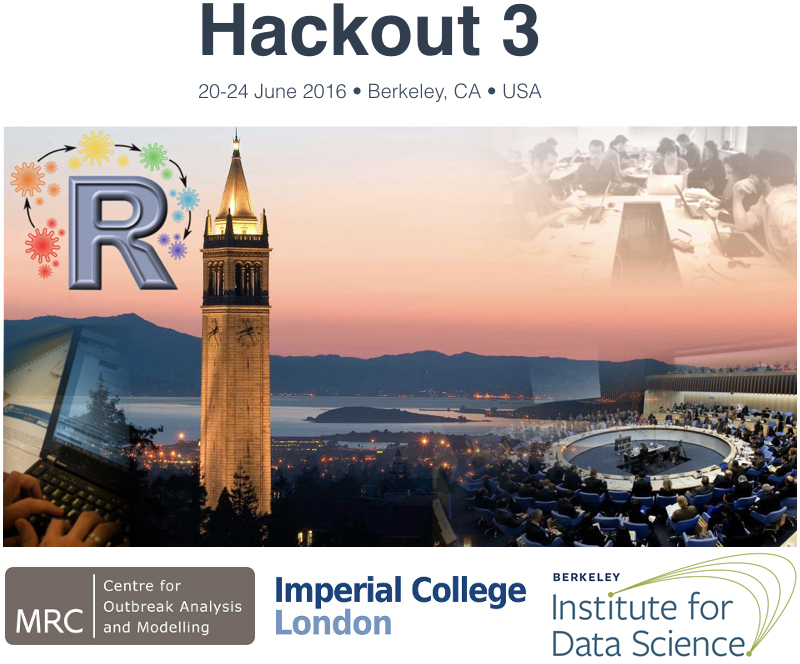 Hackout 3
20-24 June 2016 • Berkeley, CA • USA
R
MRC
Centre for
Outbreak Analysis
and Modelling
Imperial College
London
BERKELEY
Institute for
Data Science